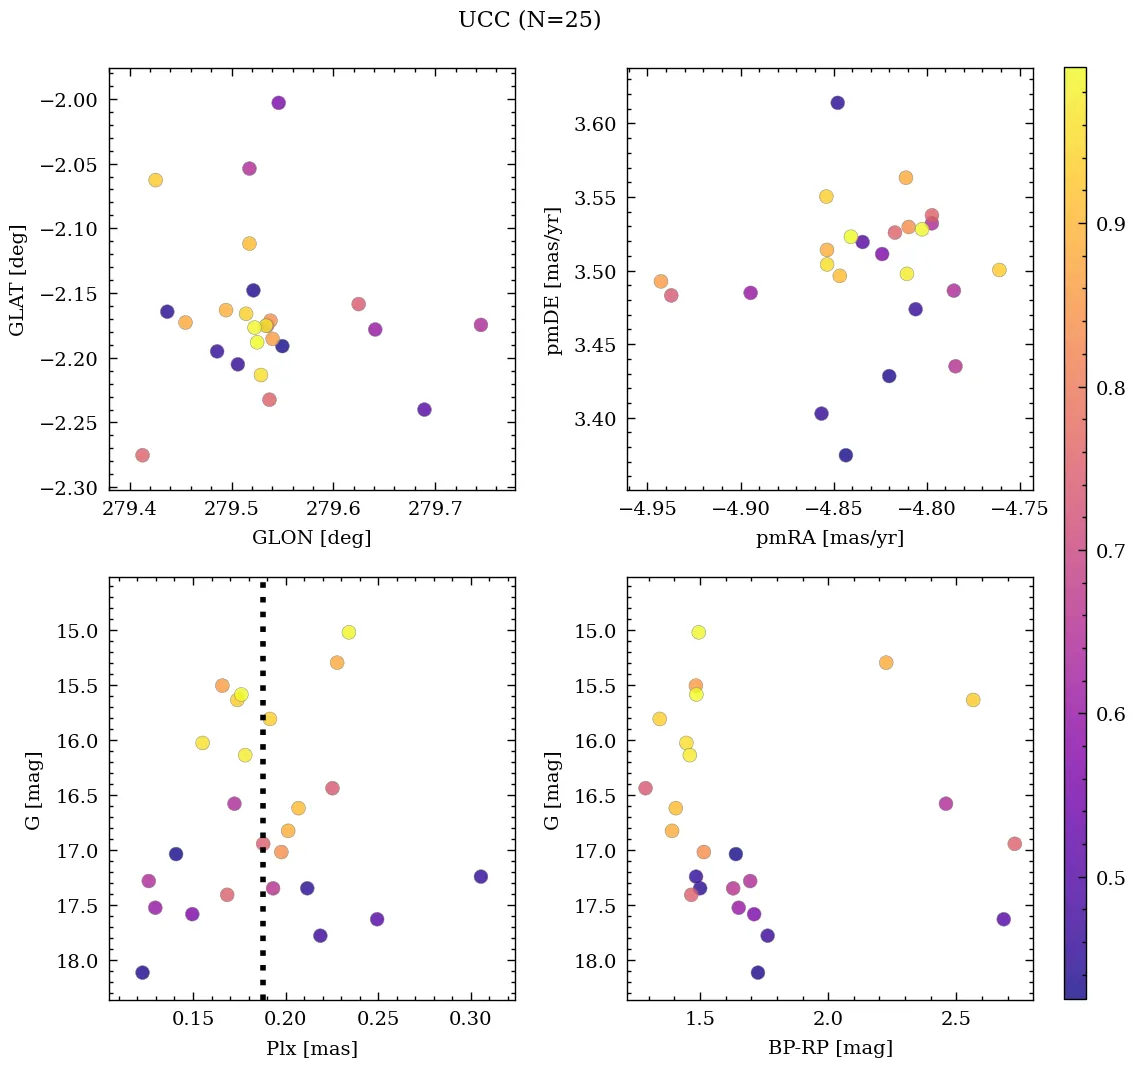 UCC (N=25)
−2.00
−2.05
−2.10
−2.15
−2.20
−2.25
−2.30
GLAT [deg]
279.4 279.5 279.6 279.7
GLON [deg]
3.60
3.55
3.50
3.45
3.40
pmDE [mas/yr]
−4.95 −4.90 −4.85 −4.80 −4.75
pmRA [mas/yr]
15.0
15.5
16.0
16.5
17.0
17.5
18.0
G [mag]
0.15 0.20 0.25 0.30
Plx [mas]
15.0
15.5
16.0
16.5
17.0
17.5
18.0
G [mag]
1.5 2.0 2.5
BP-RP [mag]
0.9
0.8
0.7
0.6
0.5